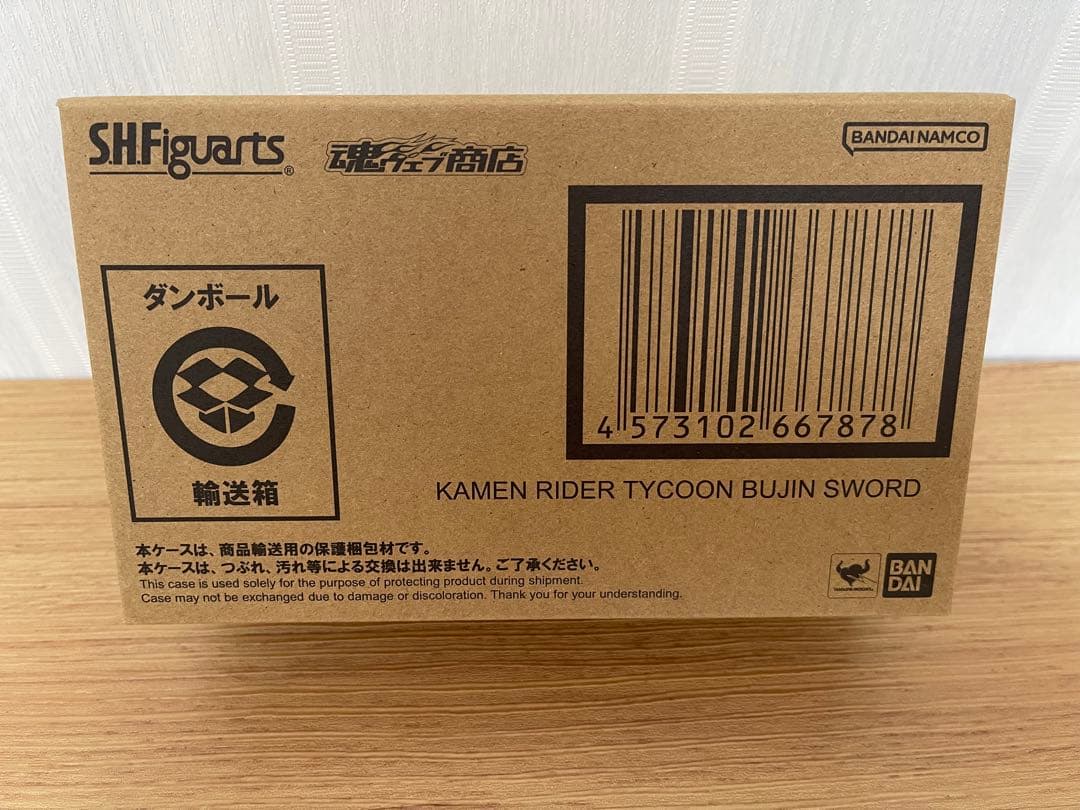 S.H.Figuarts®
魂ウェブ商店
BANDAI NAMCO
ダンボール
輸送箱
4 573102 667878
KAMEN RIDER TYCOON BUJIN SWORD
本ケースは、商品輸送用の保護梱包材です。
本ケースは、つぶれ、汚れ等による交換は出来ません。ご了承ください。
This case is used solely for the purpose of protecting product during shipment.
Case may not be exchanged due to damage or discoloration. Thank you for your understanding.
BAN
DAI